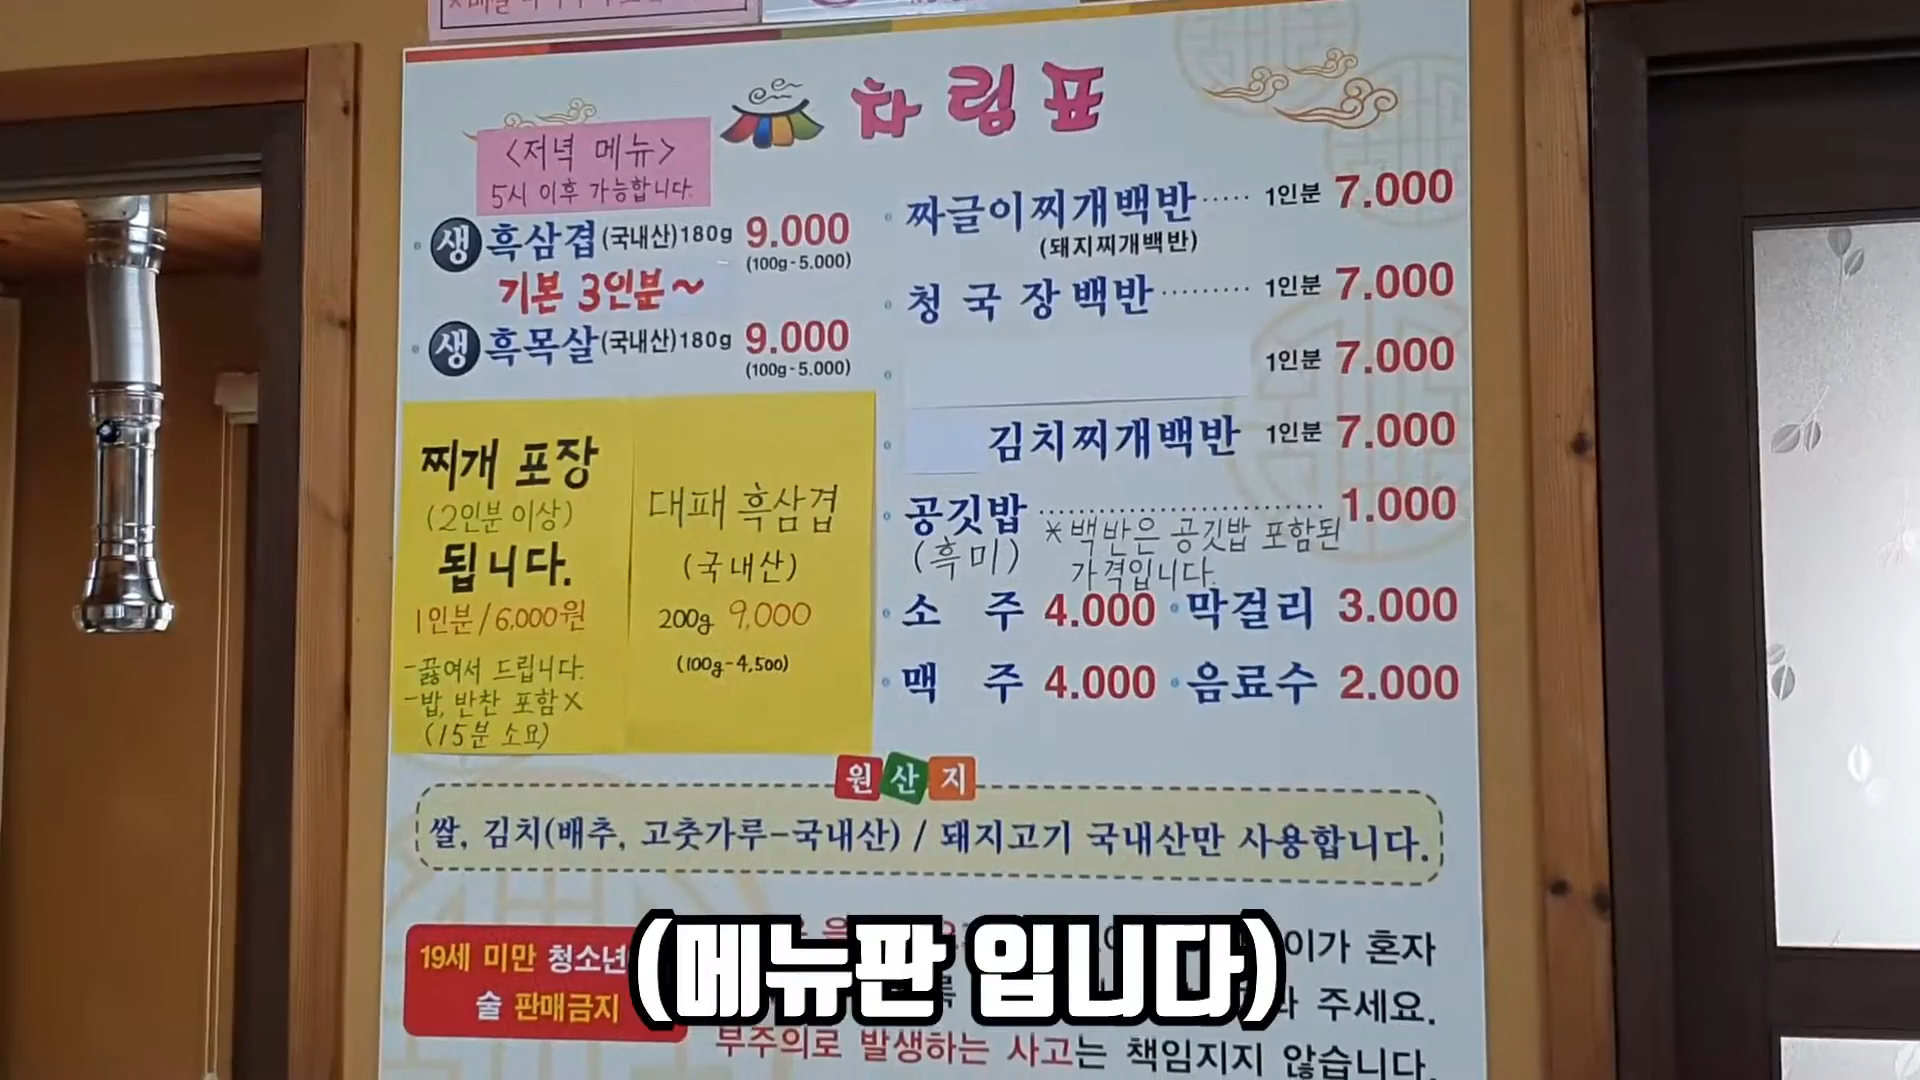 차림표
<저녁 메뉴>
5시 이후 가능합니다.
생 흑삼겹(국내산)180g 9.000
(100g-5.000)
기본 3인분~
생 흑목살(국내산)180g 9.000
(100g-5.000)
찌개 포장
(2인분 이상)
됩니다.
1인분/6,000원
-끓여서 드립니다.
-밥, 반찬 포함X
(15분 소요)
대패 흑삼겹
(국내산)
200g 9,000
(100g-4,500)
짜글이찌개백반 1인분 7.000
(돼지찌개백반)
청국장백반 1인분 7.000
1인분 7.000
김치찌개백반 1인분 7.000
공깃밥 1.000
(흑미)
*백반은 공깃밥 포함된
가격입니다.
소주 4.000 막걸리 3.000
맥주 4.000 음료수 2.000
원산지
쌀, 김치(배추, 고춧가루-국내산) / 돼지고기 국내산만 사용합니다.
19세 미만 청소년
술 판매금지
이가 혼자
주세요.
부주의로 발생하는 사고는 책임지지 않습니다.
(메뉴판 입니다)